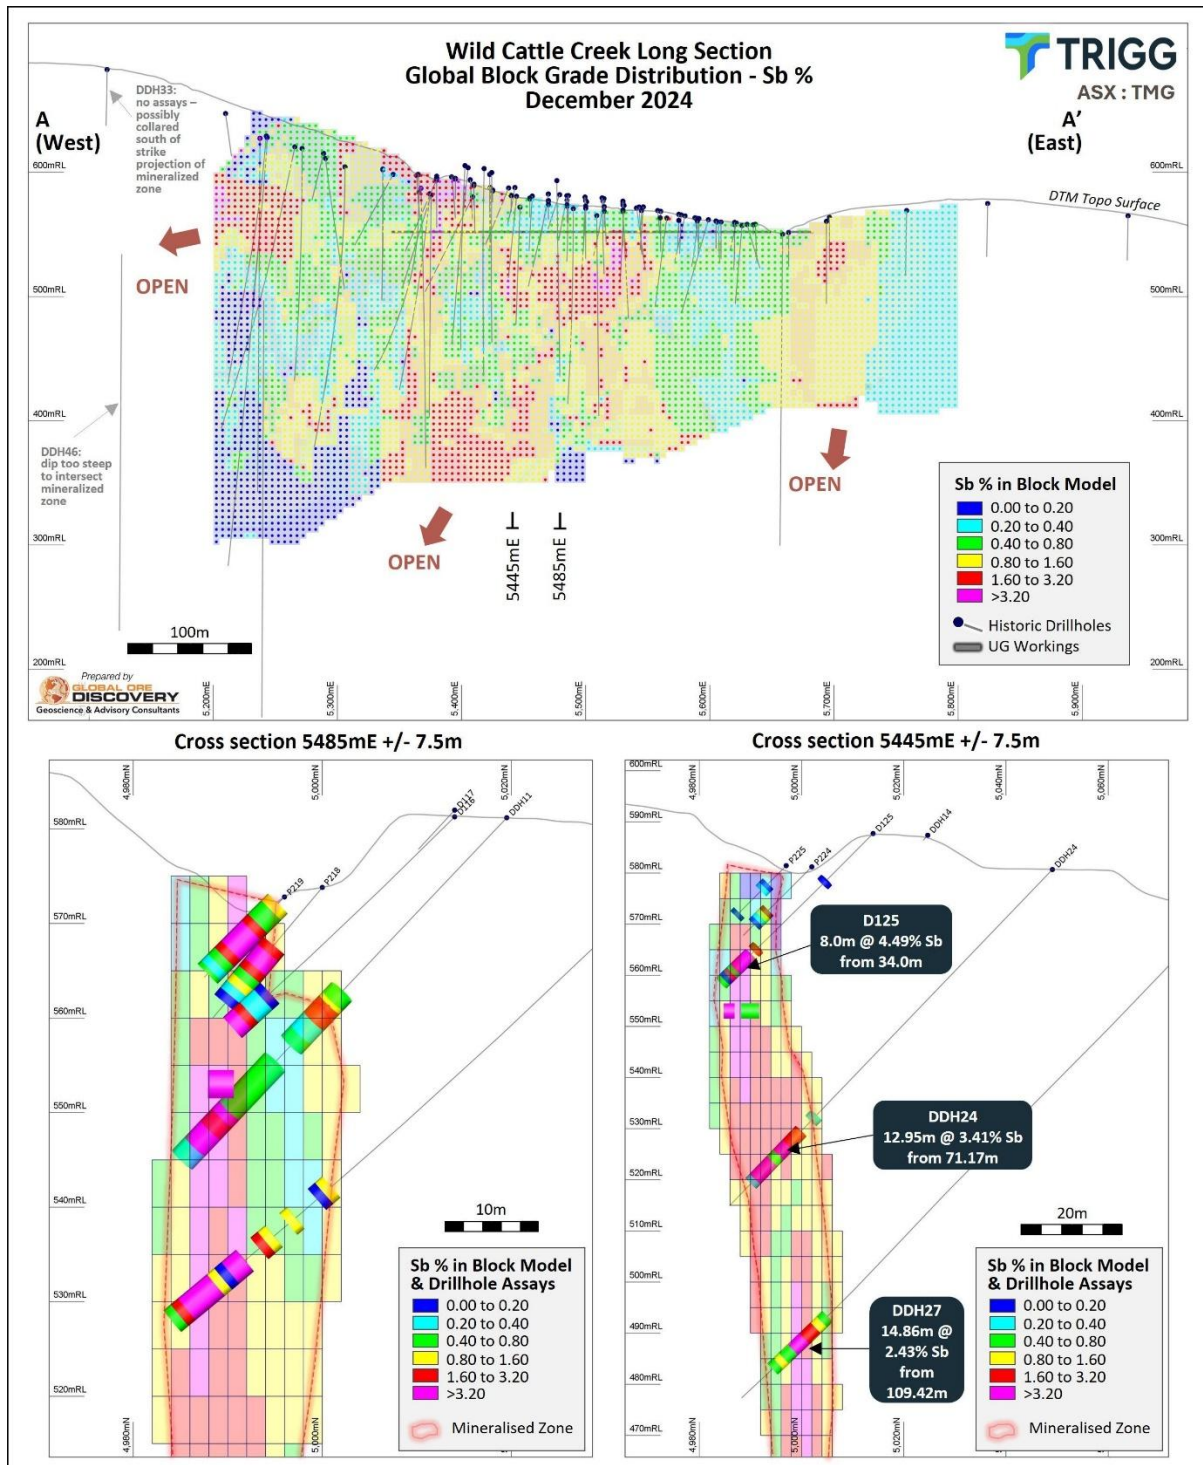 Wild Cattle Creek Long Section
Global Block Grade Distribution - Sb %
December 2024
TRIGG
ASX : TMG
A
(West)
DDH33:
no assays –
possibly
collared
south of
strike
projection of
mineralized
zone
A'
(East)
600mRL
600mRL
DTM Topo Surface
OPEN
500mRL
500mRL
400mRL
400mRL
DDH46:
dip too steep
to intersect
mineralized
zone
OPEN
OPEN
5445mE
5485mE
300mRL
300mRL
Sb % in Block Model
0.00 to 0.20
0.20 to 0.40
0.40 to 0.80
0.80 to 1.60
1.60 to 3.20
>3.20
Historic Drillholes
UG Workings
100m
200mRL
200mRL
Prepared by
GLOBAL ORE
DISCOVERY
Geoscience & Advisory Consultants
5,200mE
5,300mE
5,400mE
5,500mE
5,600mE
5,700mE
5,800mE
5,900mE
Cross section 5485mE +/- 7.5m
4,980mN
5,000mN
5,020mN
580mRL
D117
D116
DDH11
P219
P218
570mRL
560mRL
550mRL
540mRL
530mRL
520mRL
10m
Sb % in Block Model
& Drillhole Assays
0.00 to 0.20
0.20 to 0.40
0.40 to 0.80
0.80 to 1.60
1.60 to 3.20
>3.20
Mineralised Zone
4,980mN
5,000mN
Cross section 5445mE +/- 7.5m
600mRL
4,980mN
5,000mN
5,020mN
5,040mN
5,060mN
590mRL
580mRL
P225
P224
D125
DDH14
DDH24
570mRL
D125
8.0m @ 4.49% Sb
from 34.0m
560mRL
550mRL
540mRL
530mRL
DDH24
12.95m @ 3.41% Sb
from 71.17m
520mRL
510mRL
20m
500mRL
490mRL
DDH27
14.86m @
2.43% Sb
from
109.42m
480mRL
470mRL
Sb % in Block Model
& Drillhole Assays
0.00 to 0.20
0.20 to 0.40
0.40 to 0.80
0.80 to 1.60
1.60 to 3.20
>3.20
Mineralised Zone
4,980mN
5,000mN
5,020mN